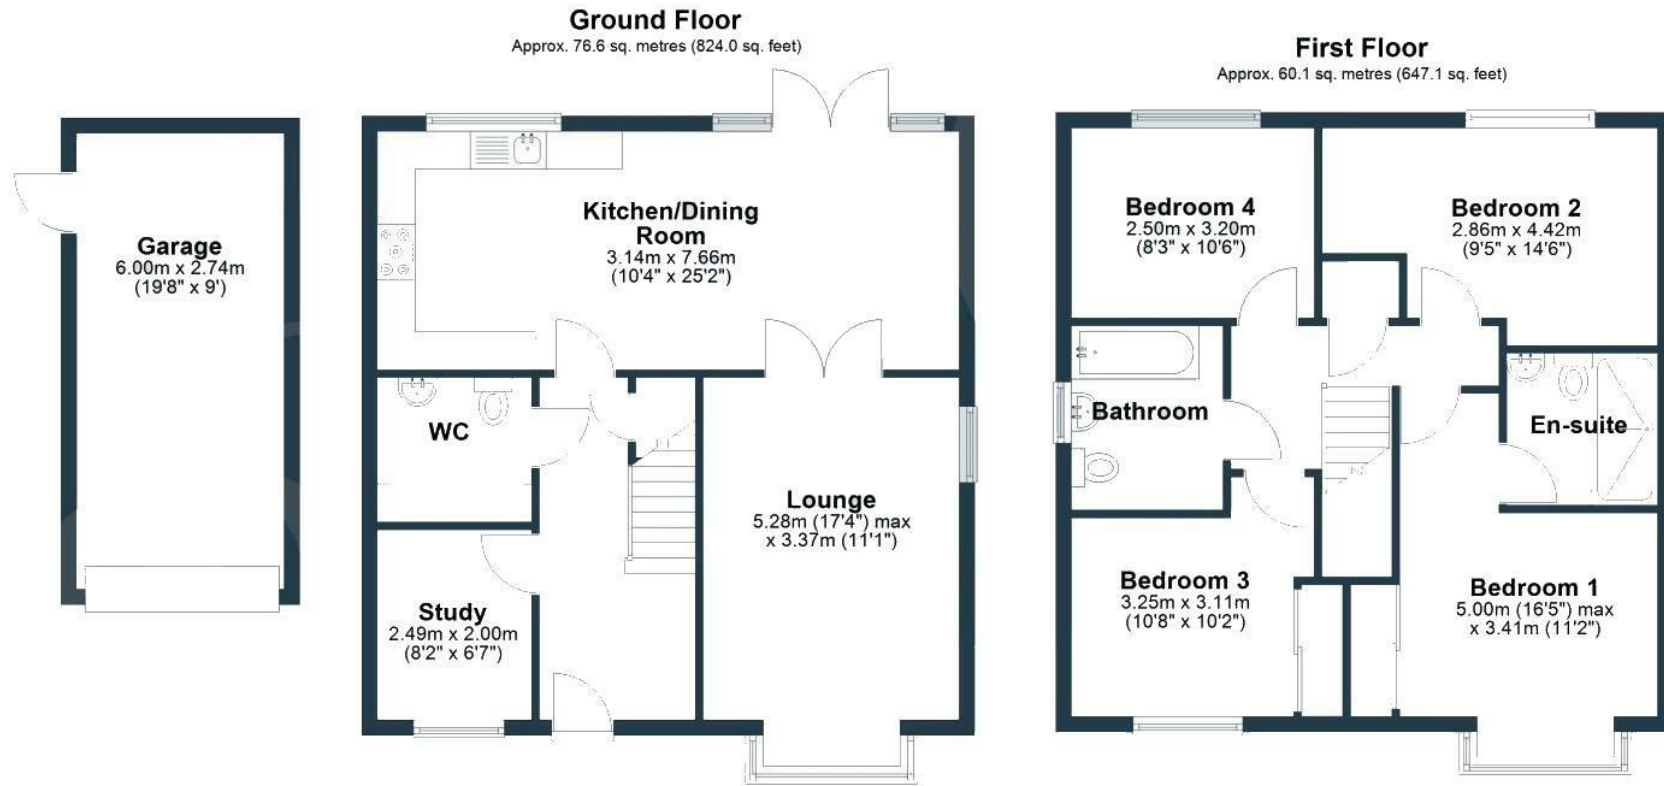 Ground Floor
Approx. 76.6 sq. metres (824.0 sq. feet)
First Floor
Approx. 60.1 sq. metres (647.1 sq. feet)
Garage
6.00m x 2.74m
(19'8" x 9')
Kitchen/Dining
Room
3.14m x 7.66m
(10'4" x 25'2")
WC
Lounge
5.28m (17'4") max
x 3.37m (11'1")
Study
2.49m x 2.00m
(8'2" x 6'7")
Bedroom 4
2.50m x 3.20m
(8'3" x 10'6")
Bedroom 2
2.86m x 4.42m
(9'5" x 14'6")
Bathroom
En-suite
Bedroom 3
3.25m x 3.11m
(10'8" x 10'2")
Bedroom 1
5.00m (16'5") max
x 3.41m (11'2")